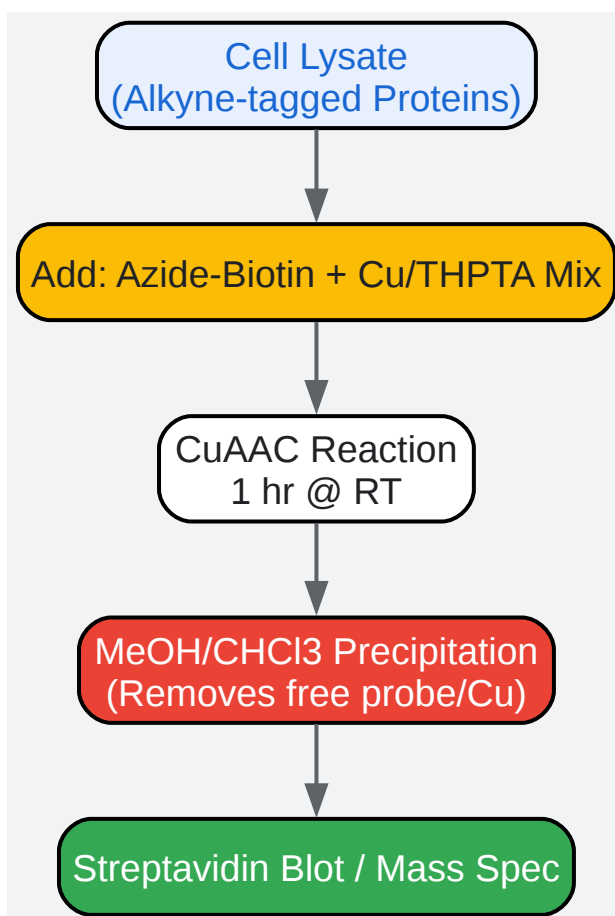 Cell Lysate
(Alkyne-tagged Proteins)
Add: Azide-Biotin + Cu/THPTA Mix
CuAAC Reaction
1 hr @ RT
MeOH/CHCl3 Precipitation
(Removes free probe/Cu)
Streptavidin Blot / Mass Spec